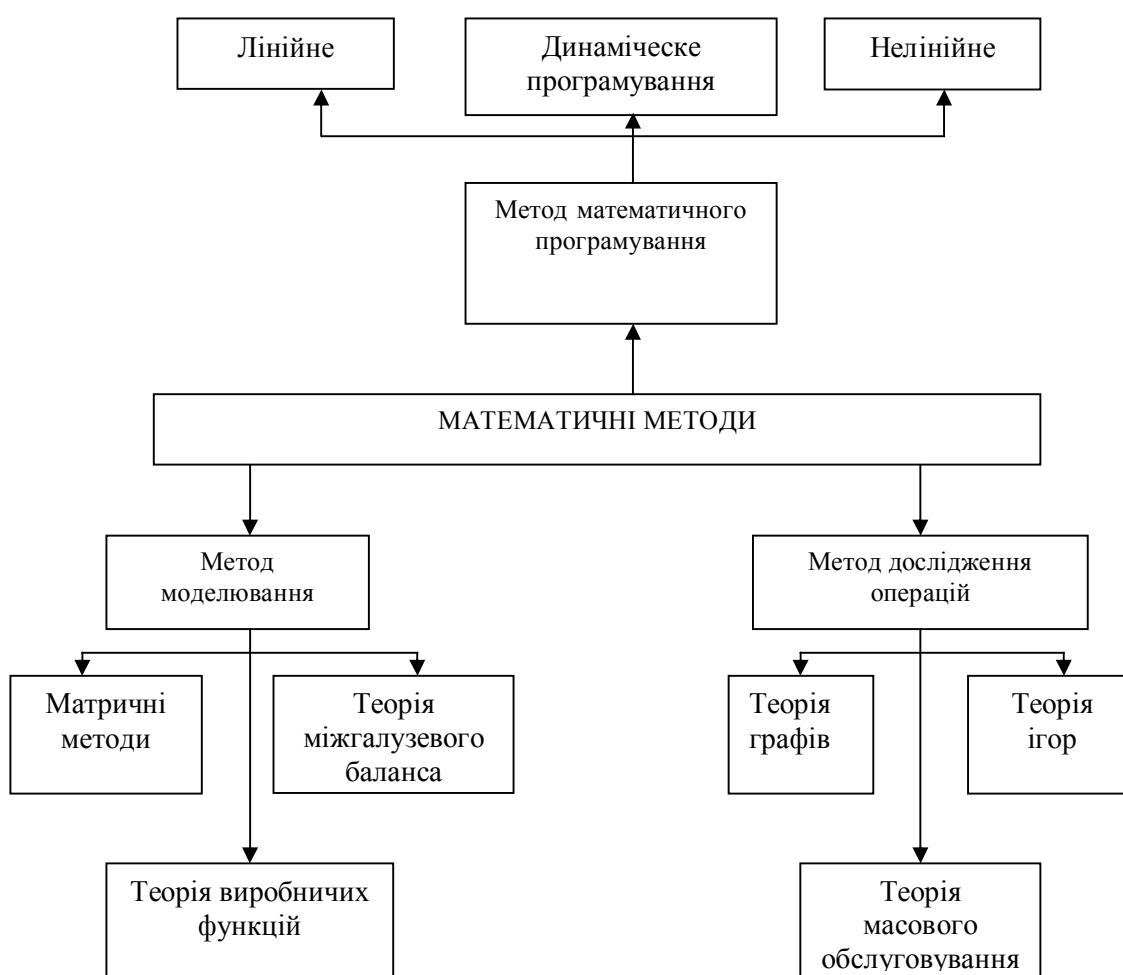 Лінійне
Динаміческе
програмування
Нелінійне
Метод математичного
програмування
МАТЕМАТИЧНІ МЕТОДИ
Метод
моделювання
Метод дослідження
операцій
Матричні
методи
Теорія
міжгалузевого
баланса
Теорія
графів
Теорія
ігор
Теорія виробничих
функцій
Теорія
масового
обслуговування